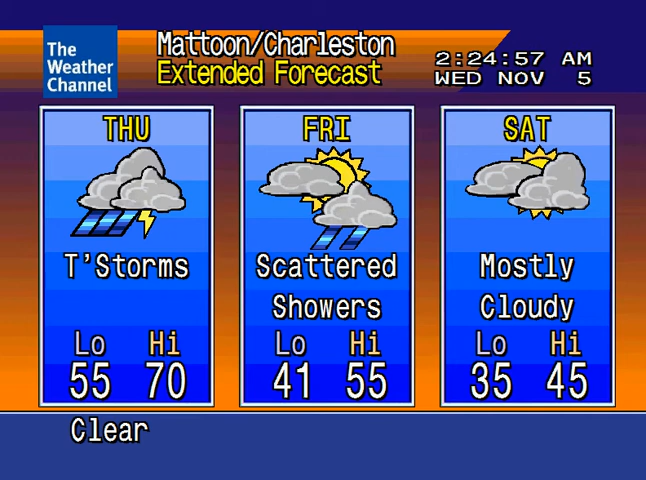 The
Weather
Channel
Mattoon/Charleston
Extended Forecast
2:24:57 AM
WED NOV 5
THU
T'Storms
Lo Hi
55 70
FRI
Scattered
Showers
Lo Hi
41 55
SAT
Mostly
Cloudy
Lo Hi
35 45
Clear